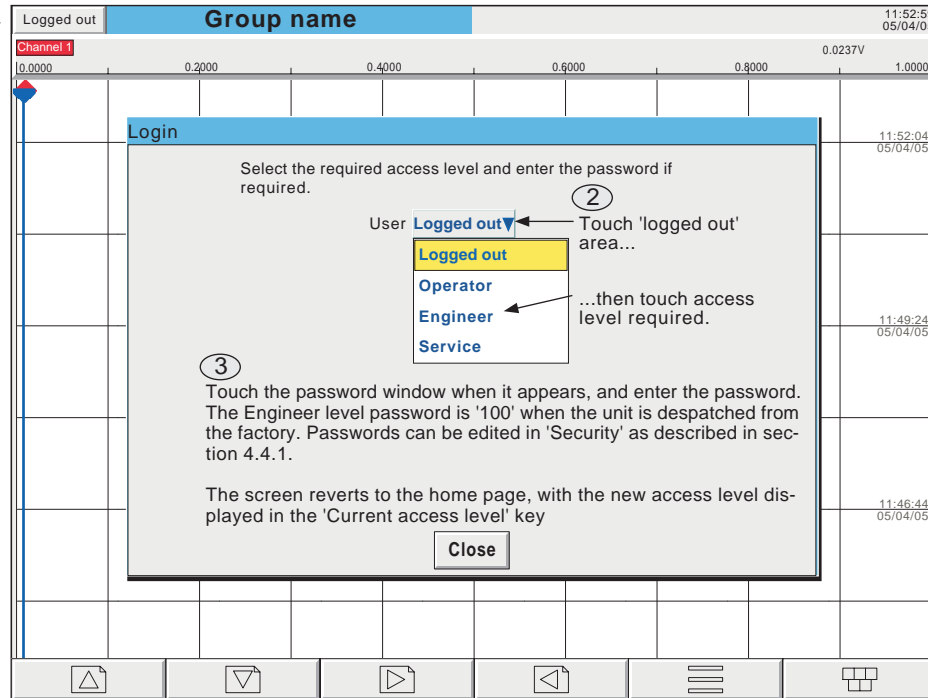 Logged out
Group name
11:52:5
05/04/0
Channel 1
0.0237V
0.0000 0.2000 0.4000 0.6000 0.8000 1.0000
Login
11:52:04
05/04/05
Select the required access level and enter the password if
required.
2
User Logged out
Touch 'logged out'
area...
Logged out
Operator
Engineer
Service
...then touch access
level required.
11:49:24
05/04/05
3
Touch the password window when it appears, and enter the password.
The Engineer level password is '100' when the unit is despatched from
the factory. Passwords can be edited in 'Security' as described in sec-
tion 4.4.1.
The screen reverts to the home page, with the new access level dis-
played in the 'Current access level' key
11:46:44
05/04/05
Close